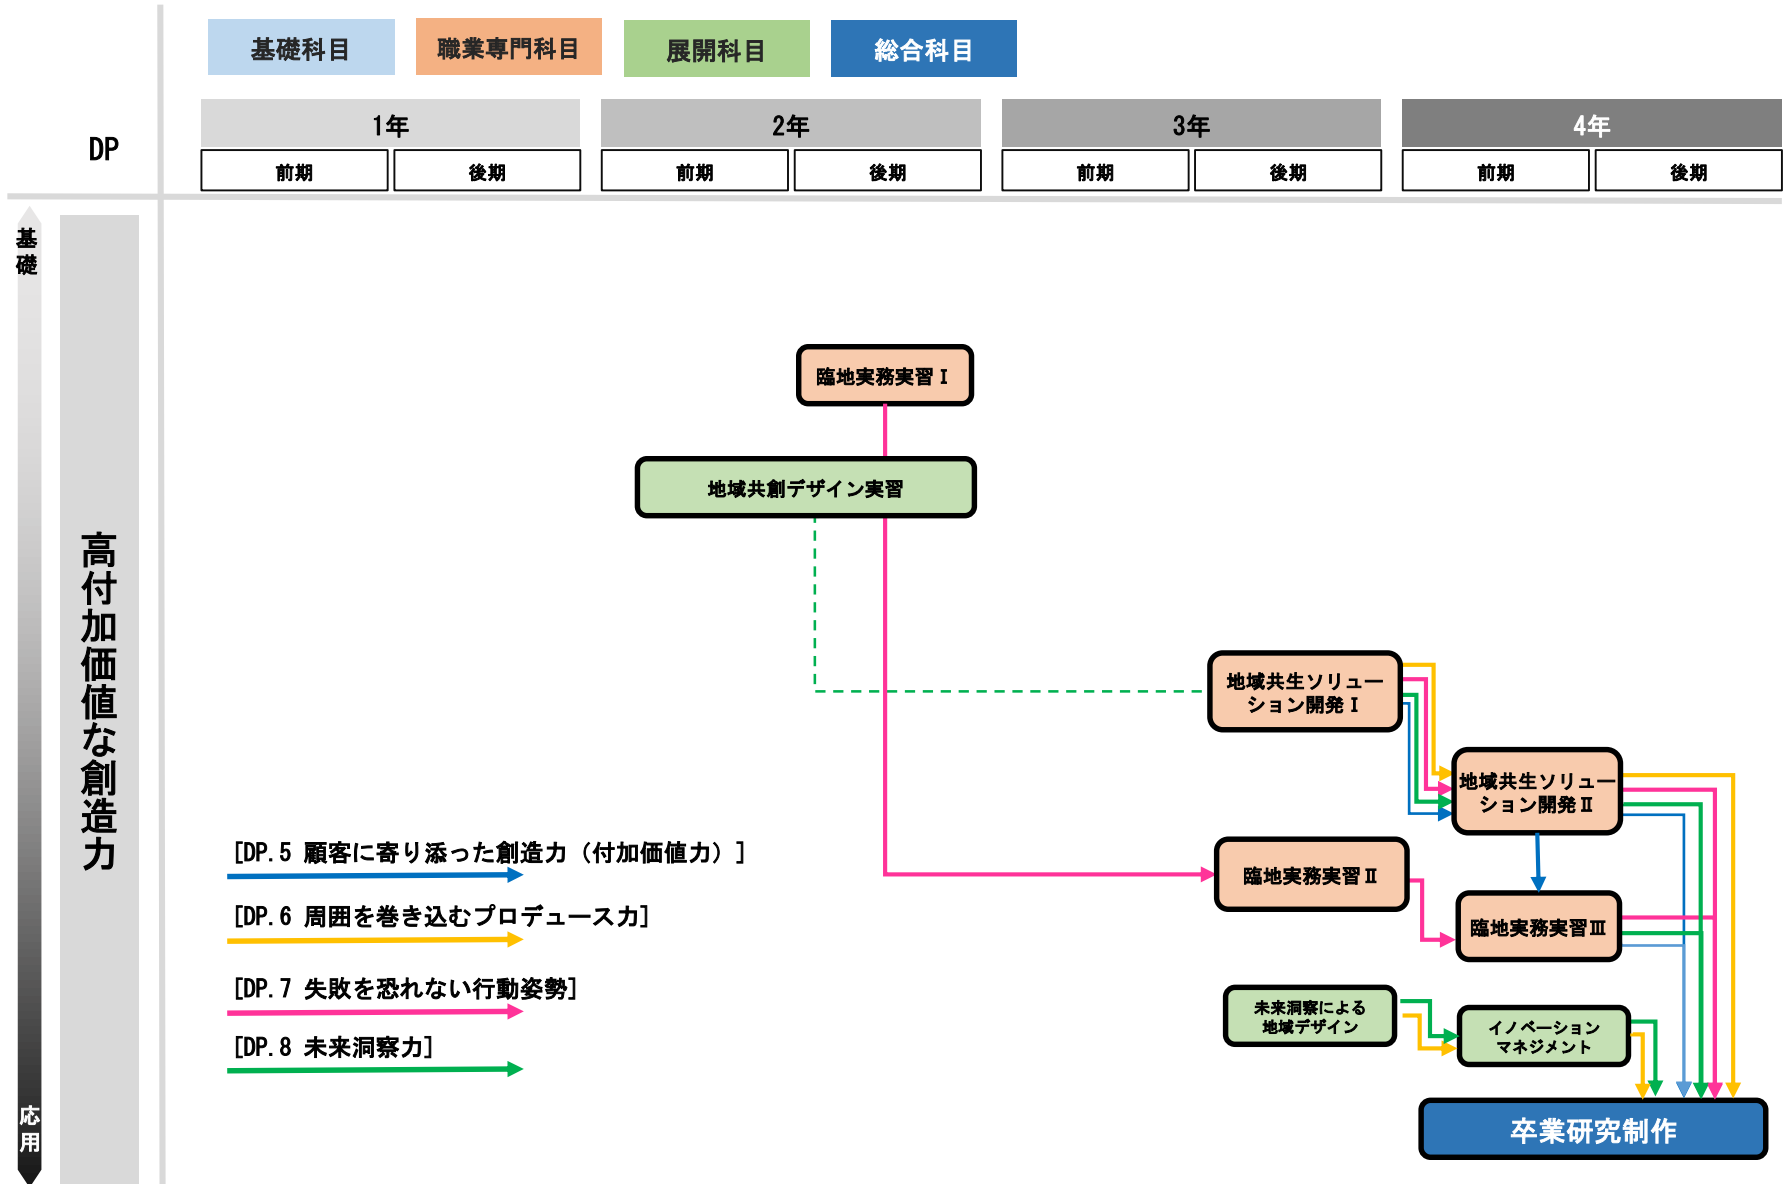 基礎科目
職業専門科目
展開科目
総合科目
DP
1年
2年
3年
4年
前期
後期
前期
後期
前期
後期
前期
後期
基
礎
高付加価値な創造力
臨地実務実習Ⅰ
地域共創デザイン実習
地域共生ソリュー
ション開発Ⅰ
地域共生ソリュー
ション開発Ⅱ
[DP.5 顧客に寄り添った創造力（付加価値力）]
臨地実務実習Ⅱ
[DP.6 周囲を巻き込むプロデュース力]
臨地実務実習Ⅲ
[DP.7 失敗を恐れない行動姿勢]
未来洞察による
地域デザイン
イノベーション
マネジメント
[DP.8 未来洞察力]
応
用
卒業研究制作